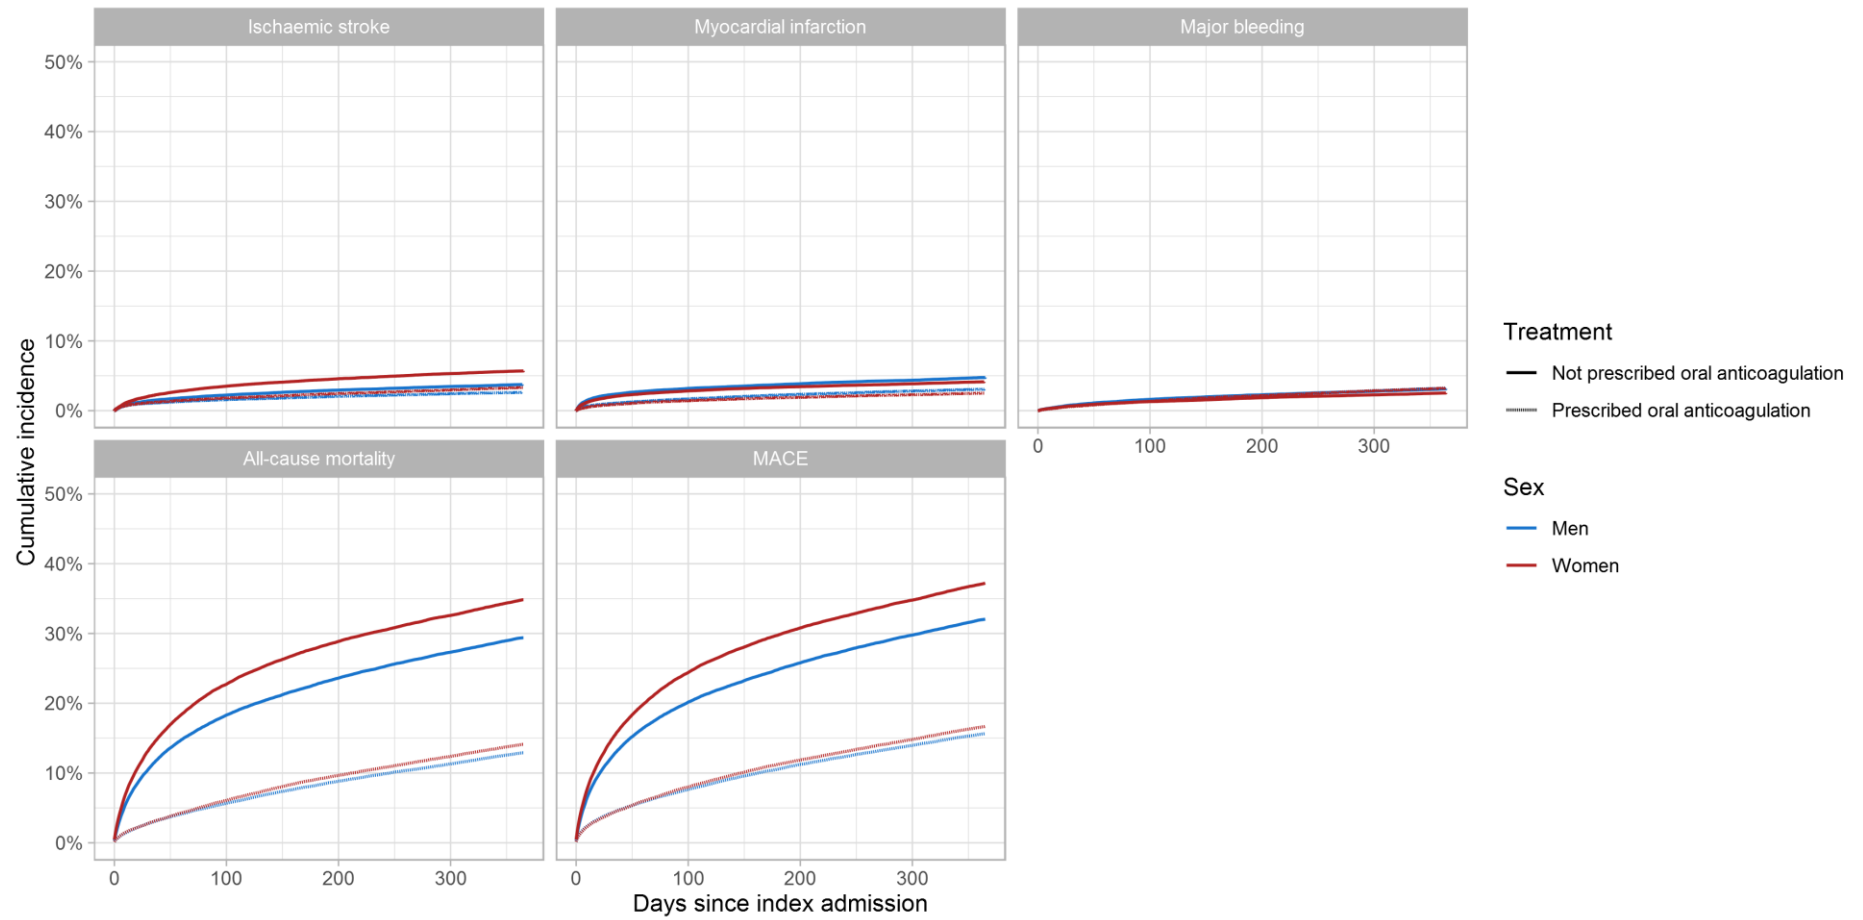 Ischaemic stroke
Myocardial infarction
Major bleeding
50%
40%
30%
20%
10%
0%
0 100 200 300
All-cause mortality
MACE
50%
40%
30%
20%
10%
0%
0 100 200 300
0 100 200 300
Cumulative incidence
Days since index admission
Treatment
Not prescribed oral anticoagulation
Prescribed oral anticoagulation
Sex
Men
Women